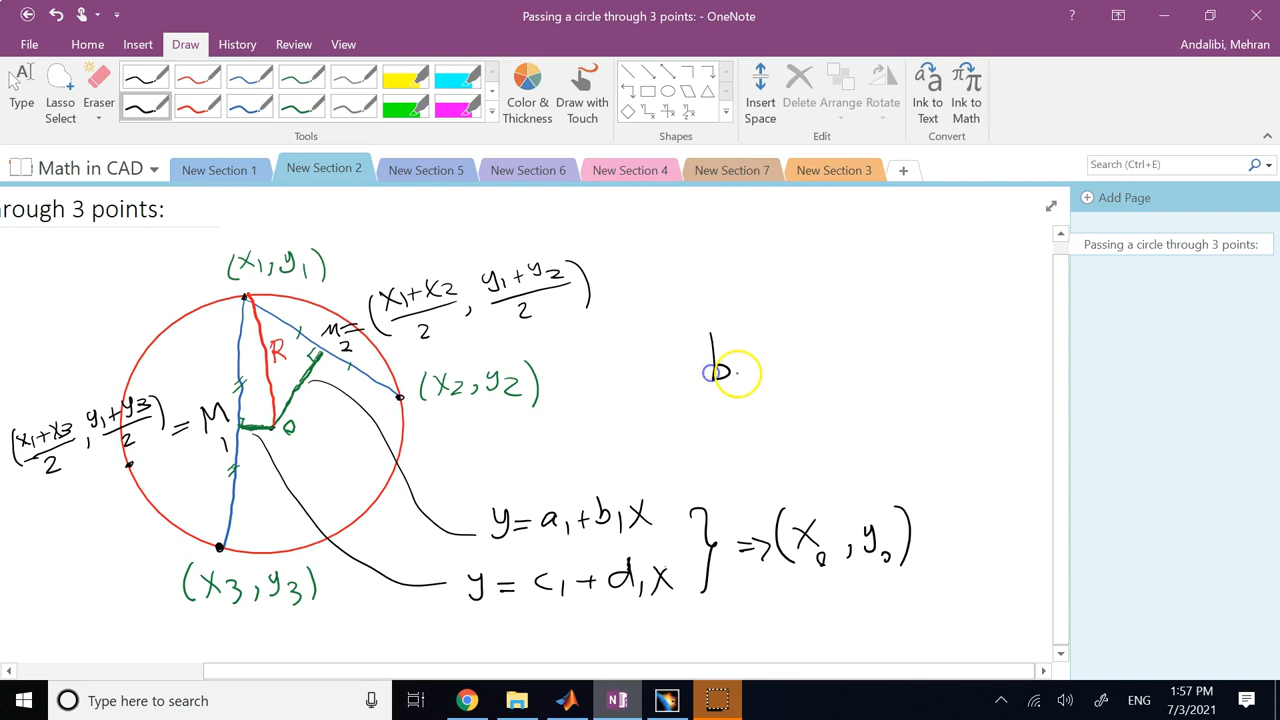 Passing a circle through 3 points: - OneNote
File Home Insert Draw History Review View
Andalibi, Mehran
Type
Lasso Select
Eraser
Color & Thickness
Draw with Touch
Insert Space
Delete
Arrange
Rotate
Ink to Text
Ink to Math
Tools
Shapes
Edit
Convert
Math in CAD
New Section 1
New Section 2
New Section 5
New Section 6
New Section 4
New Section 7
New Section 3
Search (Ctrl+E)
Add Page
Passing a circle through 3 points:
rough 3 points:
(x1, y1)
M2 = ((x1+x2)/2, (y1+y2)/2)
R
(x2, y2)
((x1+x3)/2, (y1+y3)/2) = M1
O
y = a1 + b1x
y = c1 + d1x
} => (x0, y0)
(x3, y3)
b
Type here to search
ENG
1:57 PM
7/3/2021